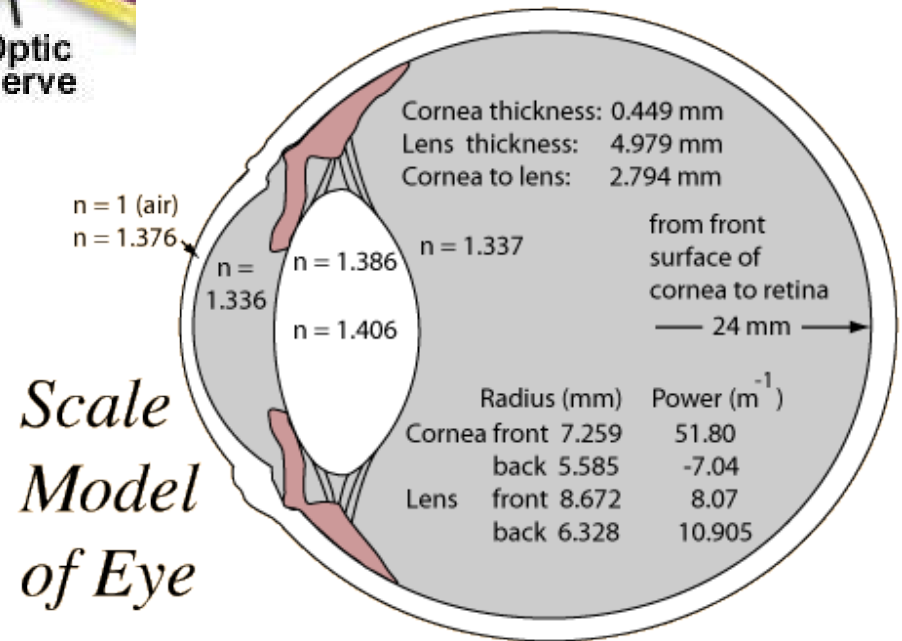 Optic
erve
Cornea thickness: 0.449 mm
Lens thickness: 4.979 mm
Cornea to lens: 2.794 mm
n = 1 (air)
n = 1.376
n =
1.336
n = 1.386
n = 1.406
n = 1.337
from front
surface of
cornea to retina
24 mm
Scale
Model
of Eye
Radius (mm) Power (m⁻¹)
Cornea front 7.259 51.80
back 5.585 -7.04
Lens front 8.672 8.07
back 6.328 10.905